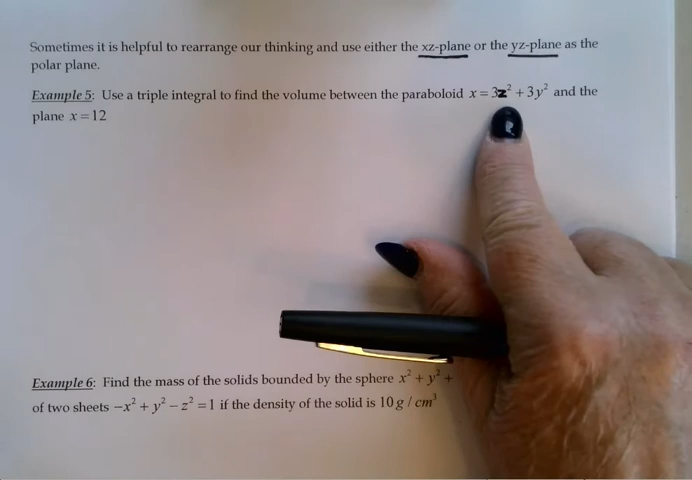 Sometimes it is helpful to rearrange our thinking and use either the xz-plane or the yz-plane as the
polar plane.
Example 5: Use a triple integral to find the volume between the paraboloid x = 3z² + 3y² and the
plane x = 12
Example 6: Find the mass of the solids bounded by the sphere x² + y² +
of two sheets −x² + y² − z² = 1 if the density of the solid is 10 g / cm³